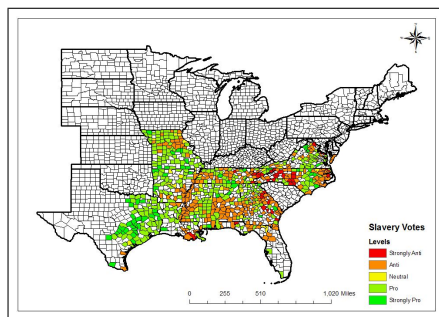 N
Slavery Votes
Levels
Strongly Anti
Anti
Neutral
Pro
Strongly Pro
0 255 510 1,020 Miles